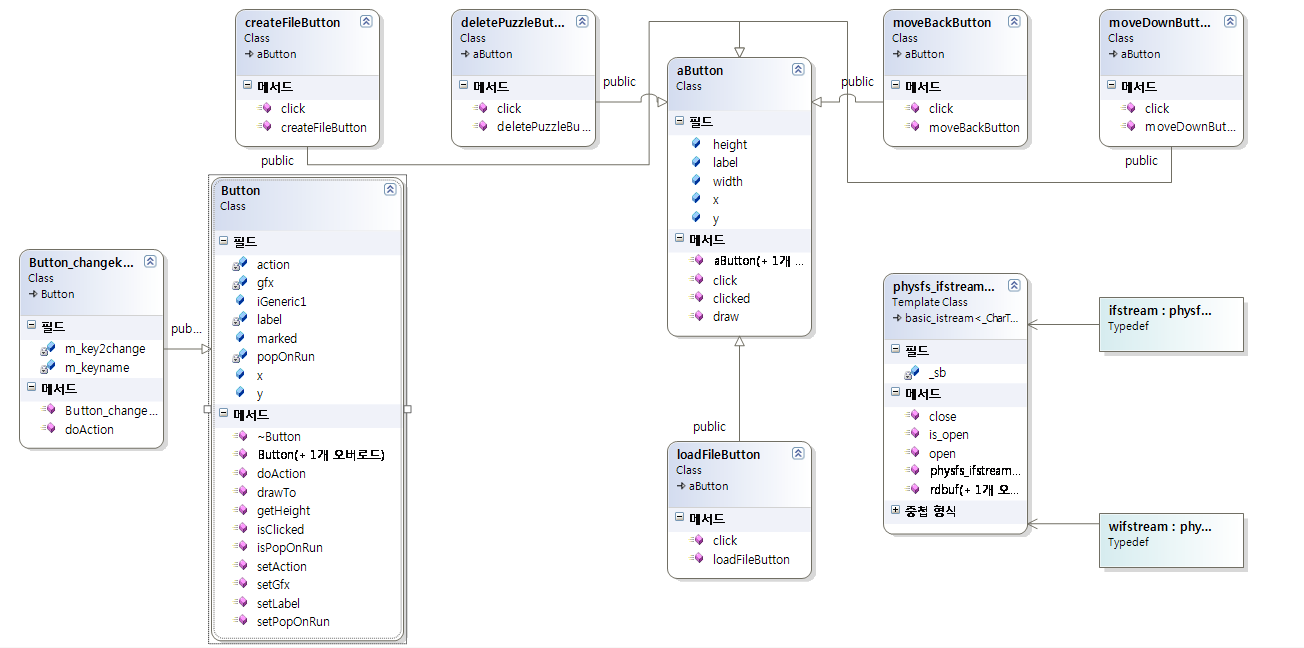 createFileButton
Class
aButton
메서드
click
createFileButton
public
deletePuzzleBut...
Class
aButton
메서드
click
deletePuzzleBu...
public
aButton
Class
필드
height
label
width
x
y
메서드
aButton(+ 1개 ...
click
clicked
draw
moveBackButton
Class
aButton
메서드
click
moveBackButton
public
moveDownButt...
Class
aButton
메서드
click
moveDownBut...
public
Button_changek...
Class
Button
필드
m_key2change
m_keyname
메서드
Button_change...
doAction
pub...
Button
Class
필드
action
gfx
iGeneric1
label
marked
popOnRun
x
y
메서드
~Button
Button(+ 1개 오버로드)
doAction
drawTo
getHeight
isClicked
isPopOnRun
setAction
setGfx
setLabel
setPopOnRun
public
loadFileButton
Class
aButton
메서드
click
loadFileButton
physfs_ifstream...
Template Class
basic_istream<_CharT...
필드
_sb
메서드
close
is_open
open
physfs_ifstream...
rdbuf(+ 1개 오...
중첩 형식
ifstream : physf...
Typedef
wifstream : phy...
Typedef